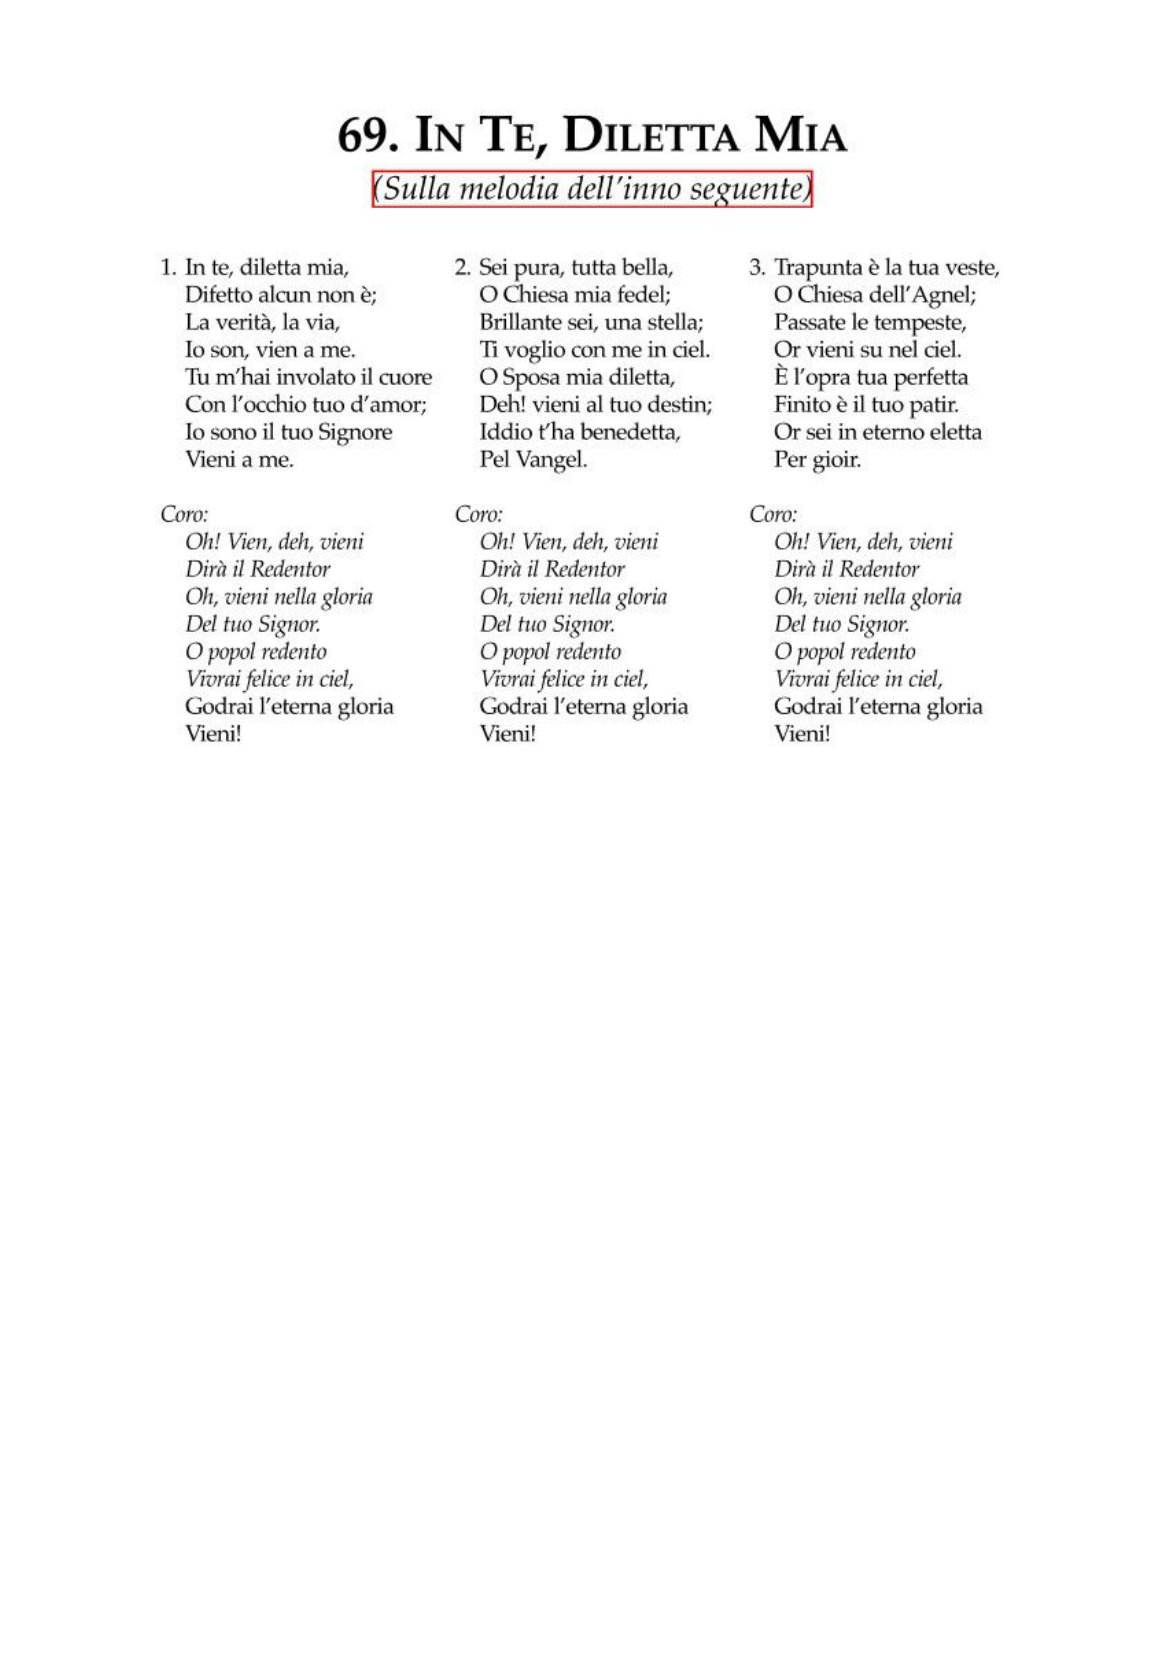 69. In Te, Diletta Mia
(Sulla melodia dell'inno seguente)
1. In te, diletta mia,
Difetto alcun non è;
La verità, la via,
Io son, vien a me.
Tu m'hai involato il cuore
Con l'occhio tuo d'amor;
Io sono il tuo Signore
Vieni a me.
Coro:
Oh! Vien, deh, vieni
Dirà il Redentor
Oh, vieni nella gloria
Del tuo Signor.
O popol redento
Vivrai felice in ciel,
Godrai l'eterna gloria
Vieni!
2. Sei pura, tutta bella,
O Chiesa mia fedel;
Brillante sei, una stella;
Ti voglio con me in ciel.
O Sposa mia diletta,
Deh! vieni al tuo destin;
Iddio t'ha benedetta,
Pel Vangel.
Coro:
Oh! Vien, deh, vieni
Dirà il Redentor
Oh, vieni nella gloria
Del tuo Signor.
O popol redento
Vivrai felice in ciel,
Godrai l'eterna gloria
Vieni!
3. Trapunta è la tua veste,
O Chiesa dell'Agnel;
Passate le tempeste,
Or vieni su nel ciel.
È l'opra tua perfetta
Finito è il tuo patir.
Or sei in eterno eletta
Per gioir.
Coro:
Oh! Vien, deh, vieni
Dirà il Redentor
Oh, vieni nella gloria
Del tuo Signor.
O popol redento
Vivrai felice in ciel,
Godrai l'eterna gloria
Vieni!